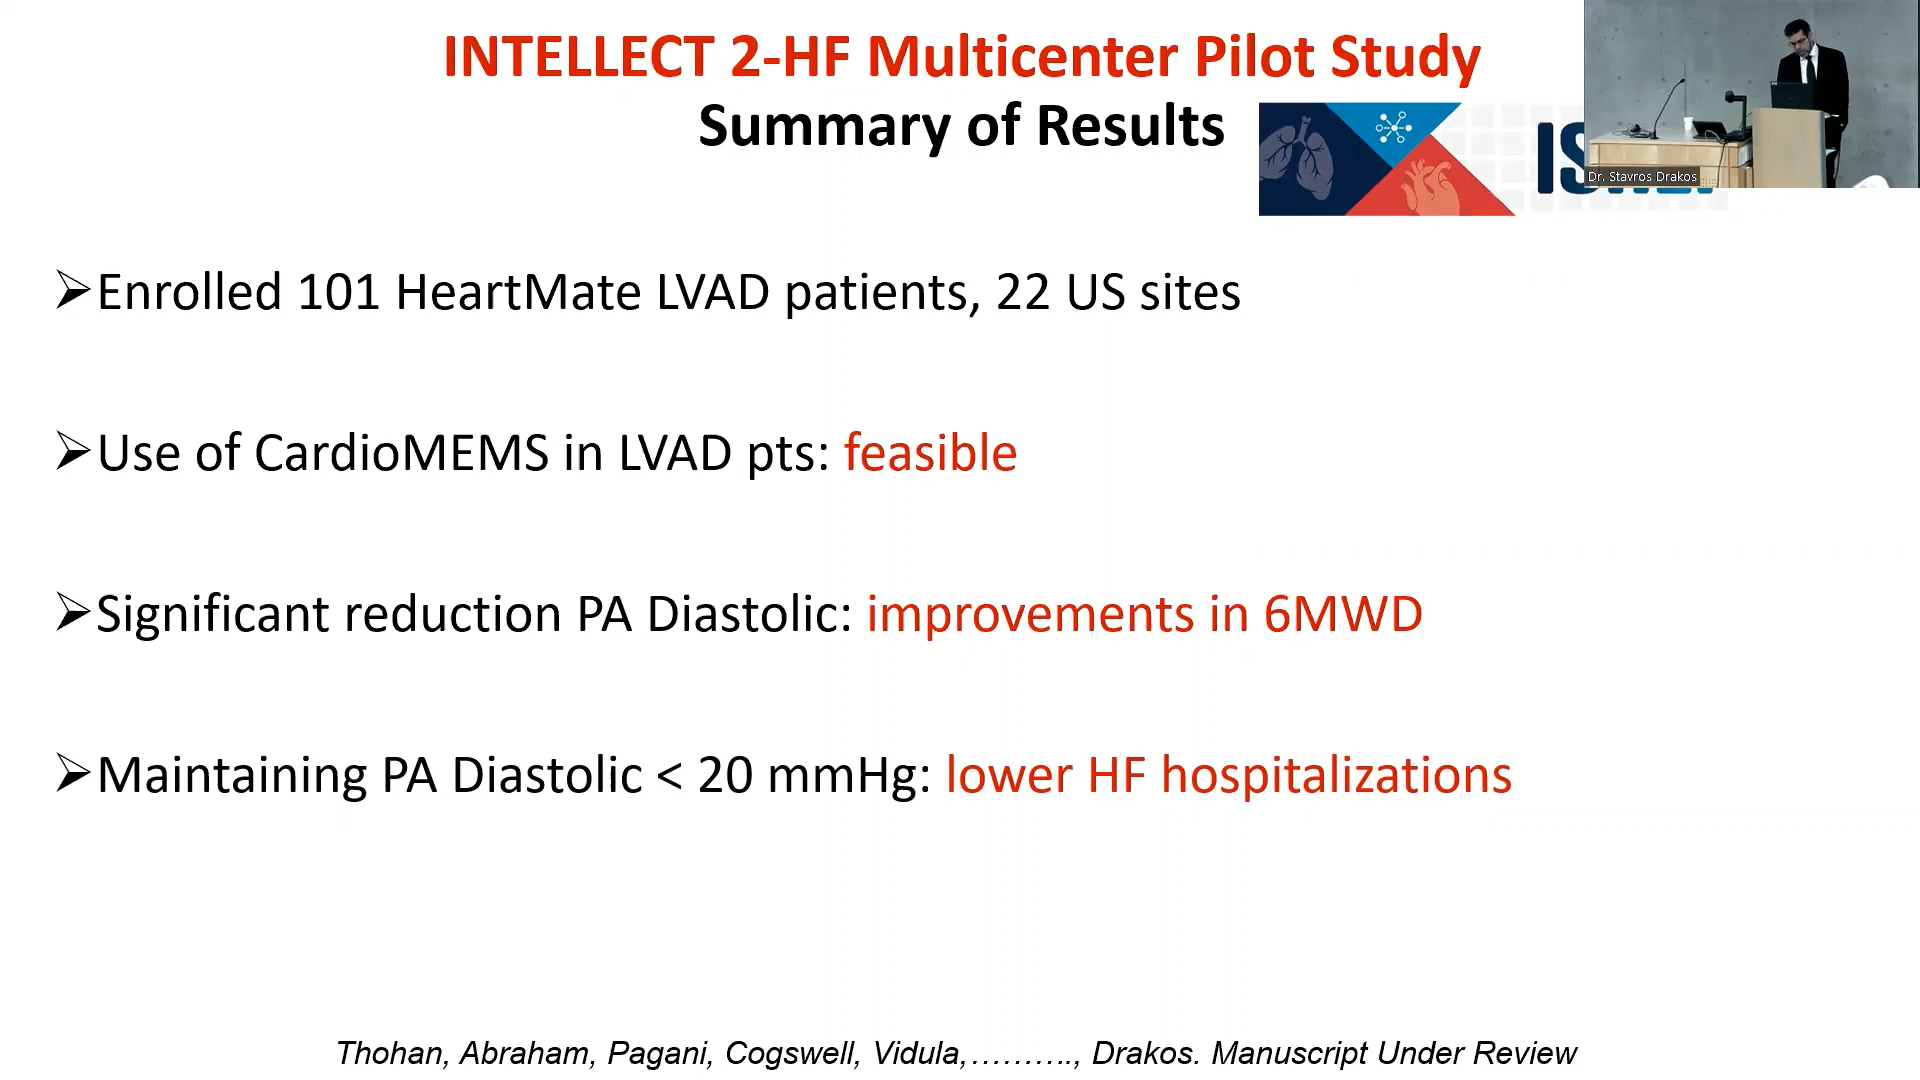 INTELLECT 2-HF Multicenter Pilot Study
Summary of Results
Dr. Stavros Drakos
➢Enrolled 101 HeartMate LVAD patients, 22 US sites
➢Use of CardioMEMS in LVAD pts: feasible
➢Significant reduction PA Diastolic: improvements in 6MWD
➢Maintaining PA Diastolic < 20 mmHg: lower HF hospitalizations
Thohan, Abraham, Pagani, Cogswell, Vidula,………., Drakos. Manuscript Under Review